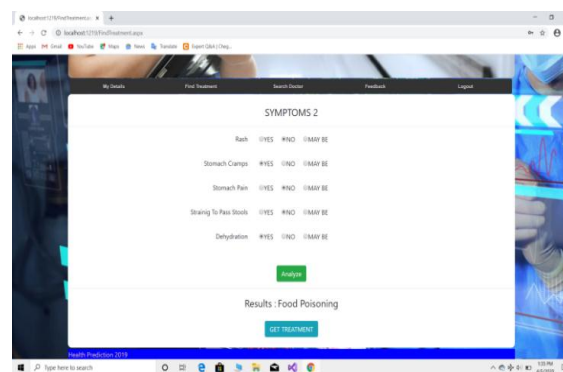 localhost:1219/FindTreatment.aspx
Apps Gmail YouTube Maps News Translate
My Details Find Treatment Search Doctor Feedback Logout
SYMPTOMS 2
Rash YES NO MAY BE
Stomach Cramps YES NO MAY BE
Stomach Pain YES NO MAY BE
Strainig To Pass Stools YES NO MAY BE
Dehydration YES NO MAY BE
Analyze
Results : Food Poisoning
GET TREATMENT
Health Prediction 2019
Type here to search